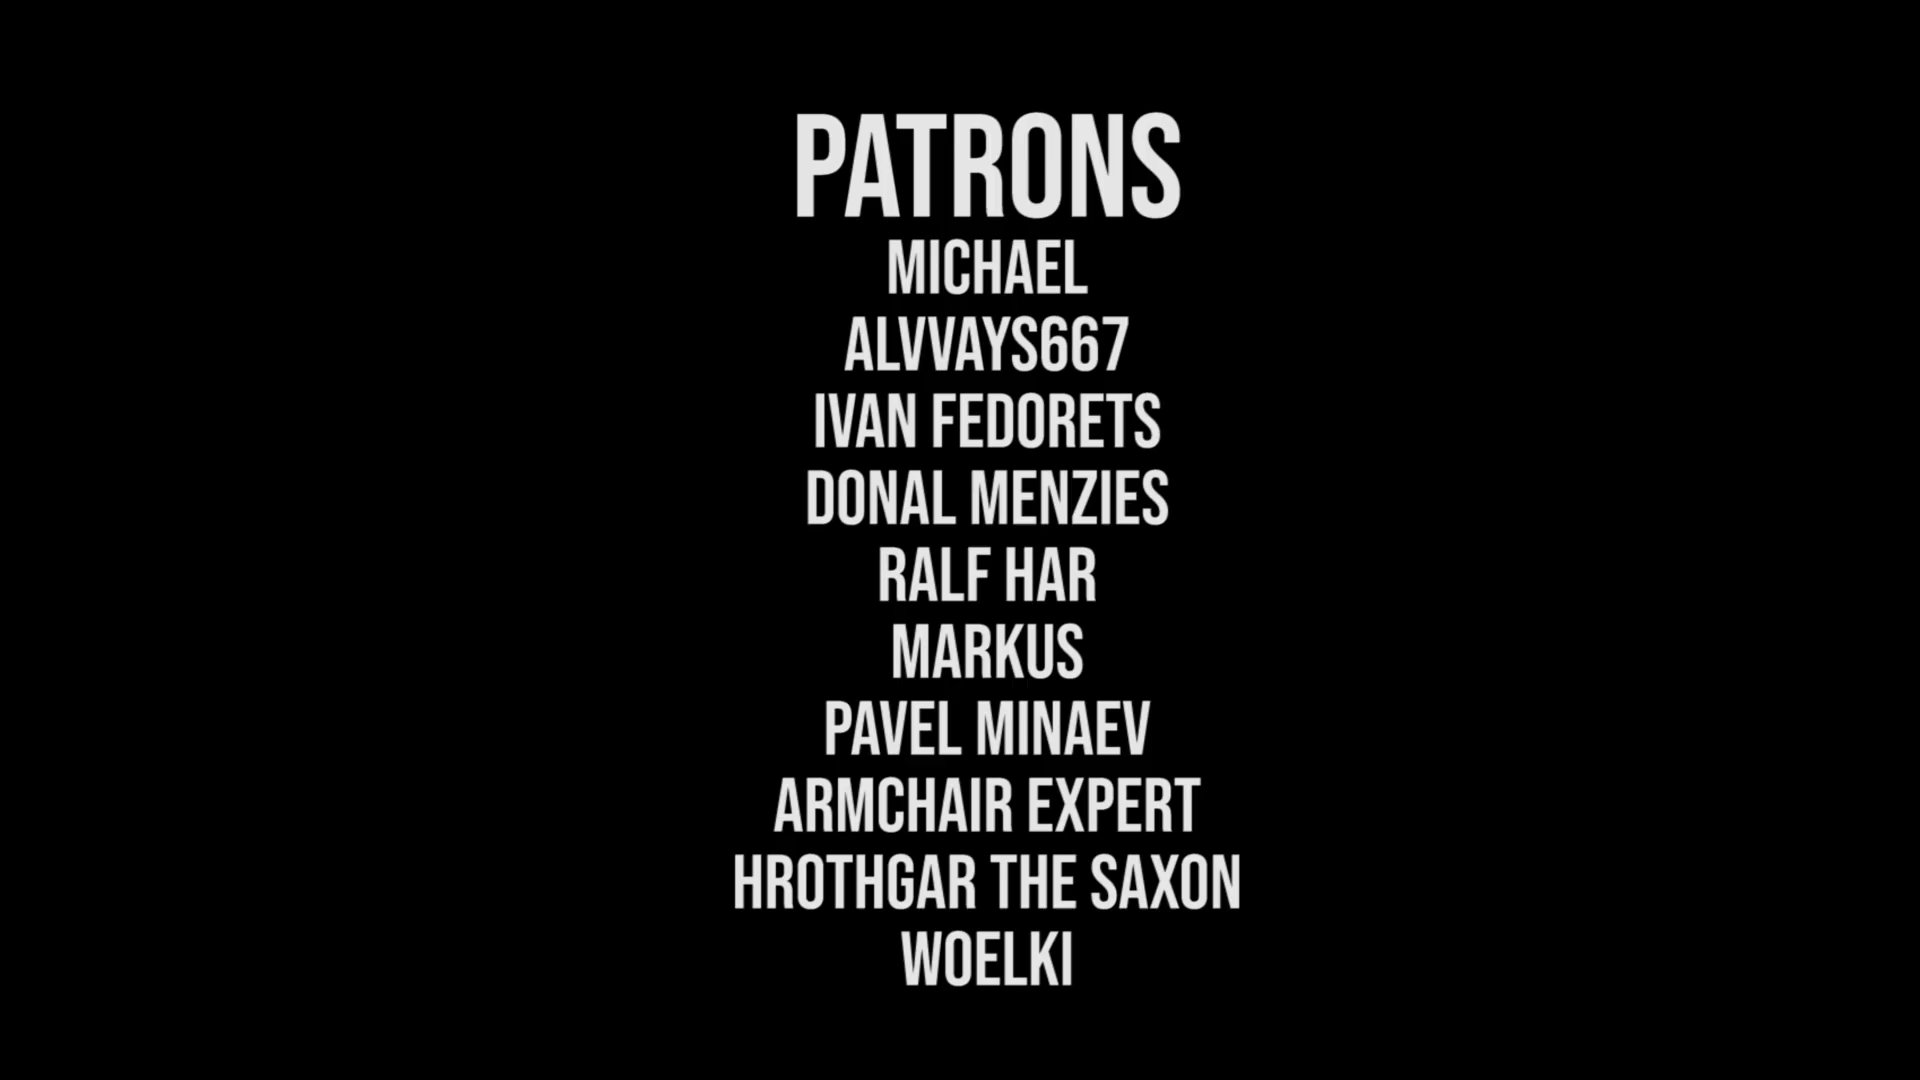 PATRONS
MICHAEL
ALVVAYS667
IVAN FEDORETS
DONAL MENZIES
RALF HAR
MARKUS
PAVEL MINAEV
ARMCHAIR EXPERT
HROTHGAR THE SAXON
WOELKI